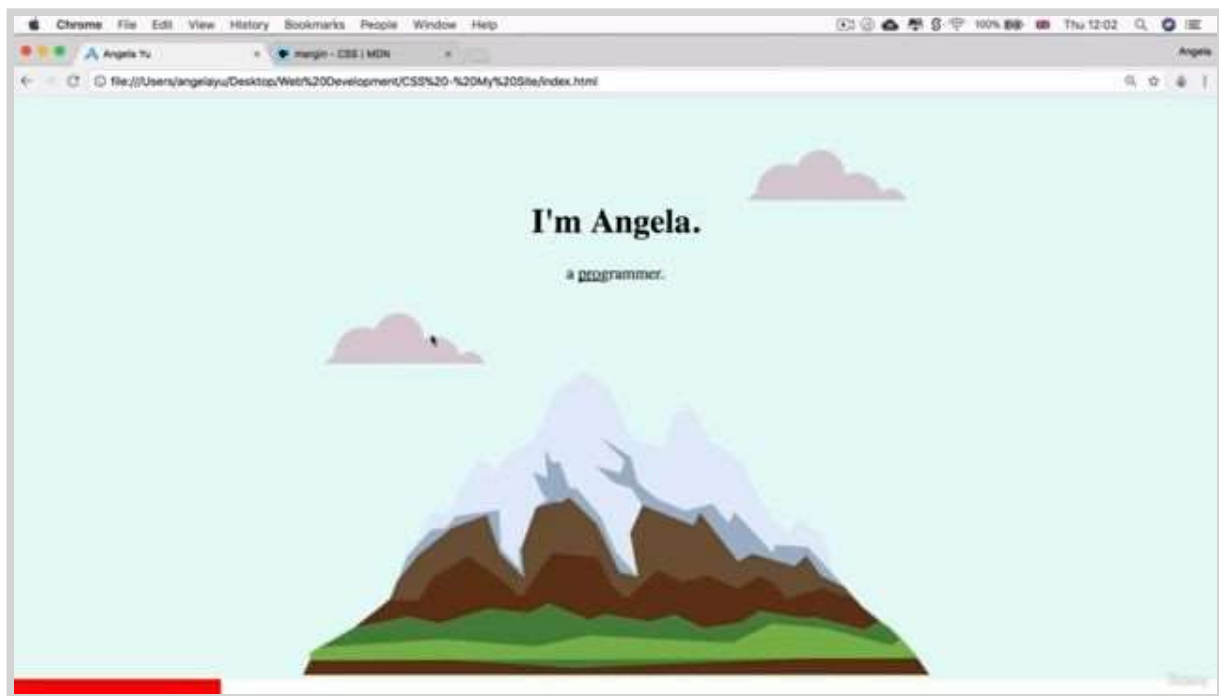 Chrome File Edit View History Bookmarks People Window Help 100% Thu 12:02
Angela Yu margin - CSS | MDN Angela
file:///Users/angelayu/Desktop/Web%20Development/CSS%20-%20My%20Site/index.html
I'm Angela.
a programmer.